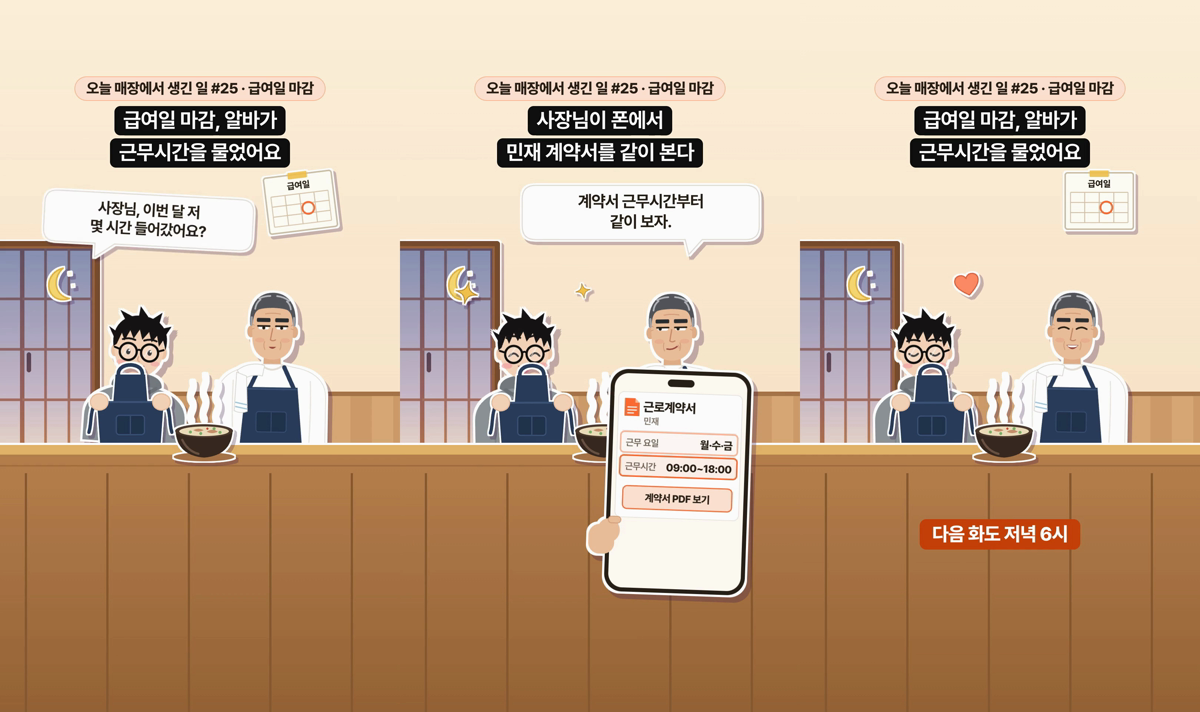 오늘 매장에서 생긴 일 #25 · 급여일 마감
급여일 마감, 알바가
근무시간을 물었어요
급여일
사장님, 이번 달 저
몇 시간 들어갔어요?
오늘 매장에서 생긴 일 #25 · 급여일 마감
사장님이 폰에서
민재 계약서를 같이 본다
계약서 근무시간부터
같이 보자.
근로계약서
민재
근무 요일 월·수·금
근무시간 09:00~18:00
계약서 PDF 보기
오늘 매장에서 생긴 일 #25 · 급여일 마감
급여일 마감, 알바가
근무시간을 물었어요
급여일
다음 화도 저녁 6시